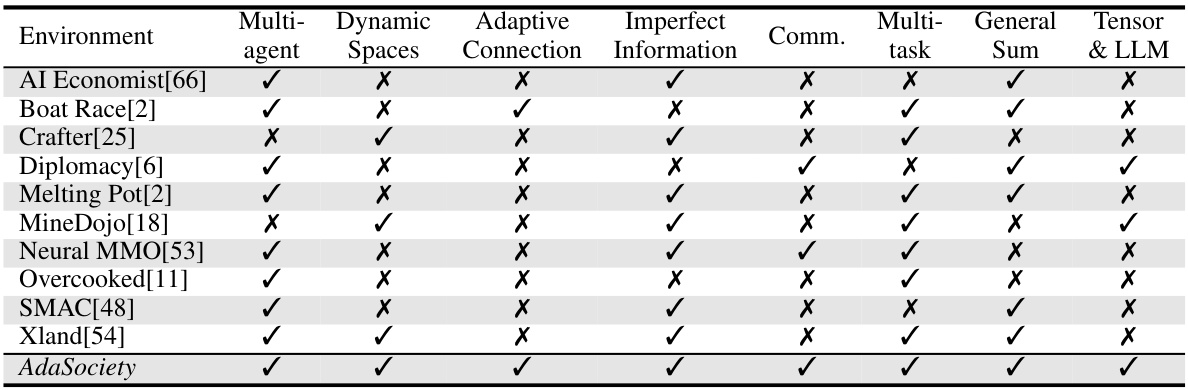 Environment Multi-agent Dynamic Spaces Adaptive Connection Imperfect Information Comm. Multi-task General Sum Tensor & LLM
AI Economist[66] ✓ ✗ ✗ ✓ ✗ ✗ ✓ ✗
Boat Race[2] ✓ ✗ ✓ ✗ ✗ ✓ ✓ ✗
Crafter[25] ✗ ✓ ✗ ✓ ✗ ✓ ✗ ✗
Diplomacy[6] ✓ ✗ ✗ ✗ ✓ ✗ ✓ ✓
Melting Pot[2] ✓ ✗ ✗ ✓ ✗ ✓ ✓ ✗
MineDojo[18] ✗ ✓ ✗ ✓ ✗ ✓ ✗ ✓
Neural MMO[53] ✓ ✗ ✗ ✓ ✓ ✓ ✗ ✗
Overcooked[11] ✓ ✗ ✗ ✗ ✗ ✓ ✗ ✗
SMAC[48] ✓ ✗ ✗ ✓ ✗ ✗ ✓ ✗
Xland[54] ✓ ✓ ✗ ✓ ✗ ✓ ✓ ✗
AdaSociety ✓ ✓ ✓ ✓ ✓ ✓ ✓ ✓